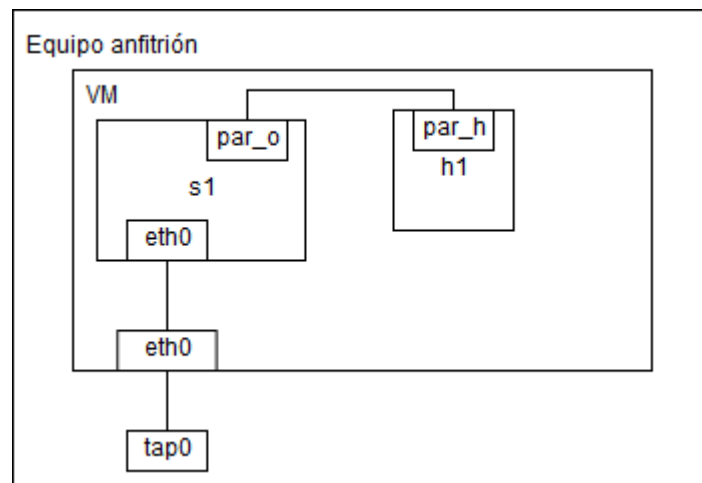 Equipo anfitrión
VM
par_o
par_h
s1
h1
eth0
eth0
tap0